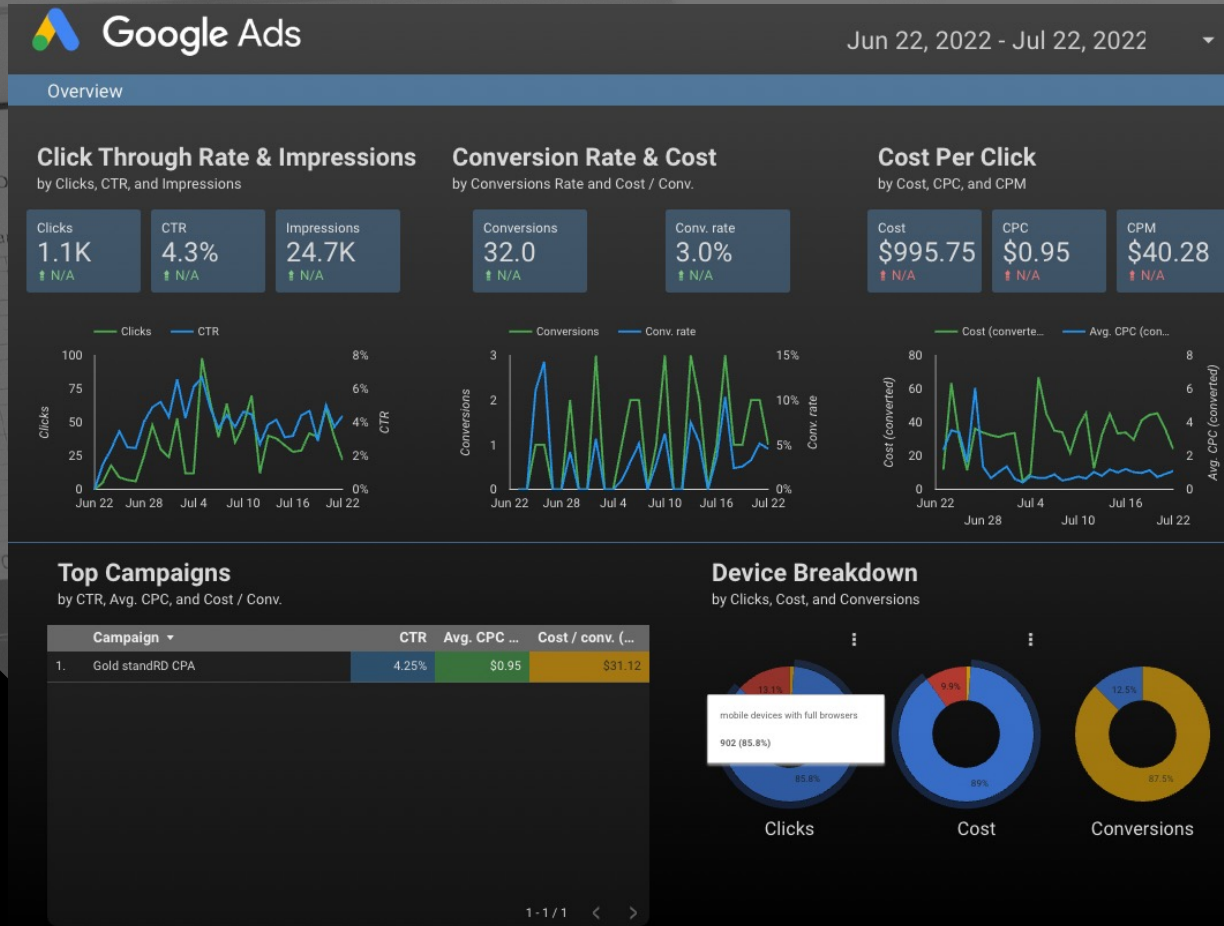 Google Ads
Jun 22, 2022 - Jul 22, 2022
Overview
Click Through Rate & Impressions
by Clicks, CTR, and Impressions
Clicks
1.1K
N/A
CTR
4.3%
N/A
Impressions
24.7K
N/A
Clicks
CTR
100
75
50
25
0
8%
6%
4%
2%
0%
Clicks
CTR
Jun 22 Jun 28 Jul 4 Jul 10 Jul 16 Jul 22
Conversion Rate & Cost
by Conversions Rate and Cost / Conv.
Conversions
32.0
N/A
Conv. rate
3.0%
N/A
Conversions
Conv. rate
3
2
1
0
15%
10%
5%
0%
Conversions
Conv. rate
Jun 22 Jun 28 Jul 4 Jul 10 Jul 16 Jul 22
Cost Per Click
by Cost, CPC, and CPM
Cost
$995.75
N/A
CPC
$0.95
N/A
CPM
$40.28
N/A
Cost (converte...
Avg. CPC (con...
80
60
40
20
0
8
6
4
2
0
Cost (converted)
Avg. CPC (converted)
Jun 22 Jul 4 Jul 16
Jun 28 Jul 10 Jul 22
Top Campaigns
by CTR, Avg. CPC, and Cost / Conv.
Campaign CTR Avg. CPC ... Cost / conv. (...
1. Gold standRD CPA 4.25% $0.95 $31.12
1 - 1 / 1
Device Breakdown
by Clicks, Cost, and Conversions
13.1%
mobile devices with full browsers
902 (85.8%)
85.8%
Clicks
9.9%
89%
Cost
12.5%
87.5%
Conversions